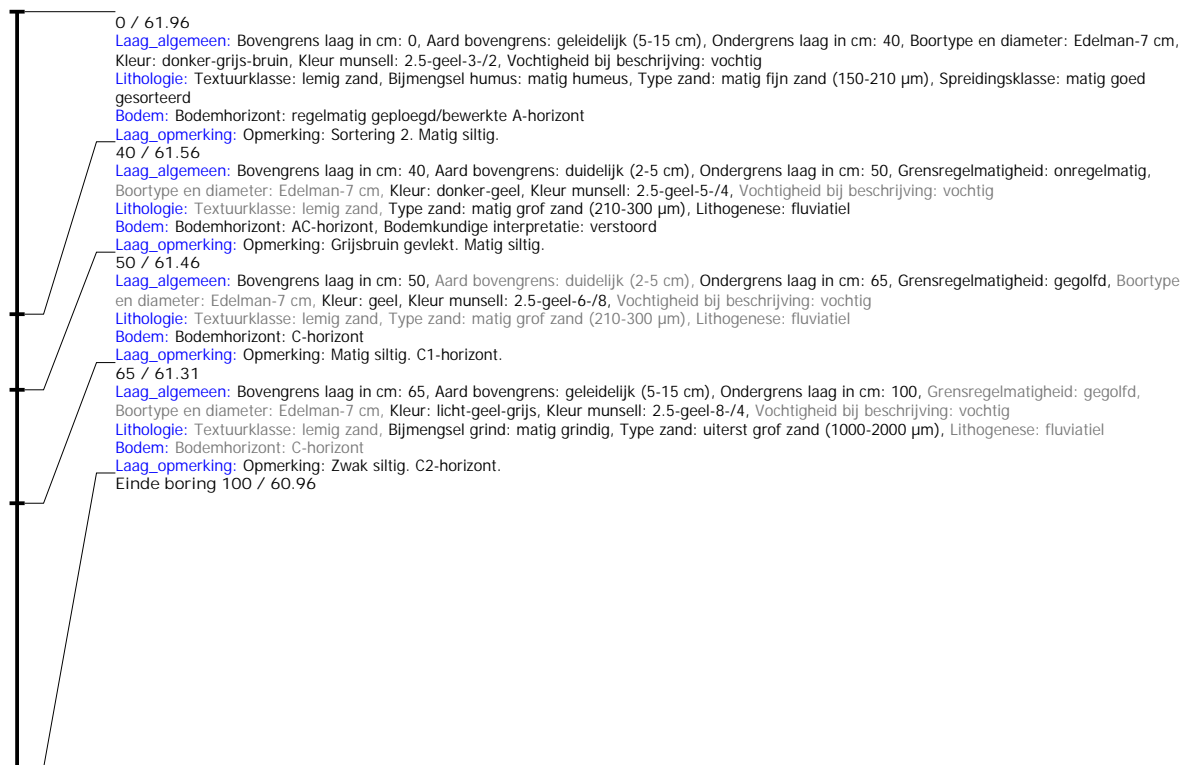 0 / 61.96
Laag_algemeen: Bovengrens laag in cm: 0, Aard bovengrens: geleidelijk (5-15 cm), Ondergrens laag in cm: 40, Boortype en diameter: Edelman-7 cm,
Kleur: donker-grijs-bruin, Kleur munsell: 2.5-geel-3-/2, Vochtigheid bij beschrijving: vochtig
Lithologie: Textuurklasse: lemig zand, Bijmengsel humus: matig humeus, Type zand: matig fijn zand (150-210 µm), Spreidingsklasse: matig goed
gesorteerd
Bodem: Bodemhorizont: regelmatig geploegd/bewerkte A-horizont
Laag_opmerking: Opmerking: Sortering 2. Matig siltig.
40 / 61.56
Laag_algemeen: Bovengrens laag in cm: 40, Aard bovengrens: duidelijk (2-5 cm), Ondergrens laag in cm: 50, Grensregelmatigheid: onregelmatig,
Boortype en diameter: Edelman-7 cm, Kleur: donker-geel, Kleur munsell: 2.5-geel-5-/4, Vochtigheid bij beschrijving: vochtig
Lithologie: Textuurklasse: lemig zand, Type zand: matig grof zand (210-300 µm), Lithogenese: fluviatiel
Bodem: Bodemhorizont: AC-horizont, Bodemkundige interpretatie: verstoord
Laag_opmerking: Opmerking: Grijsbruin gevlekt. Matig siltig.
50 / 61.46
Laag_algemeen: Bovengrens laag in cm: 50, Aard bovengrens: duidelijk (2-5 cm), Ondergrens laag in cm: 65, Grensregelmatigheid: gegolfd, Boortype
en diameter: Edelman-7 cm, Kleur: geel, Kleur munsell: 2.5-geel-6-/8, Vochtigheid bij beschrijving: vochtig
Lithologie: Textuurklasse: lemig zand, Type zand: matig grof zand (210-300 µm), Lithogenese: fluviatiel
Bodem: Bodemhorizont: C-horizont
Laag_opmerking: Opmerking: Matig siltig. C1-horizont.
65 / 61.31
Laag_algemeen: Bovengrens laag in cm: 65, Aard bovengrens: geleidelijk (5-15 cm), Ondergrens laag in cm: 100, Grensregelmatigheid: gegolfd,
Boortype en diameter: Edelman-7 cm, Kleur: licht-geel-grijs, Kleur munsell: 2.5-geel-8-/4, Vochtigheid bij beschrijving: vochtig
Lithologie: Textuurklasse: lemig zand, Bijmengsel grind: matig grindig, Type zand: uiterst grof zand (1000-2000 µm), Lithogenese: fluviatiel
Bodem: Bodemhorizont: C-horizont
Laag_opmerking: Opmerking: Zwak siltig. C2-horizont.
Einde boring 100 / 60.96